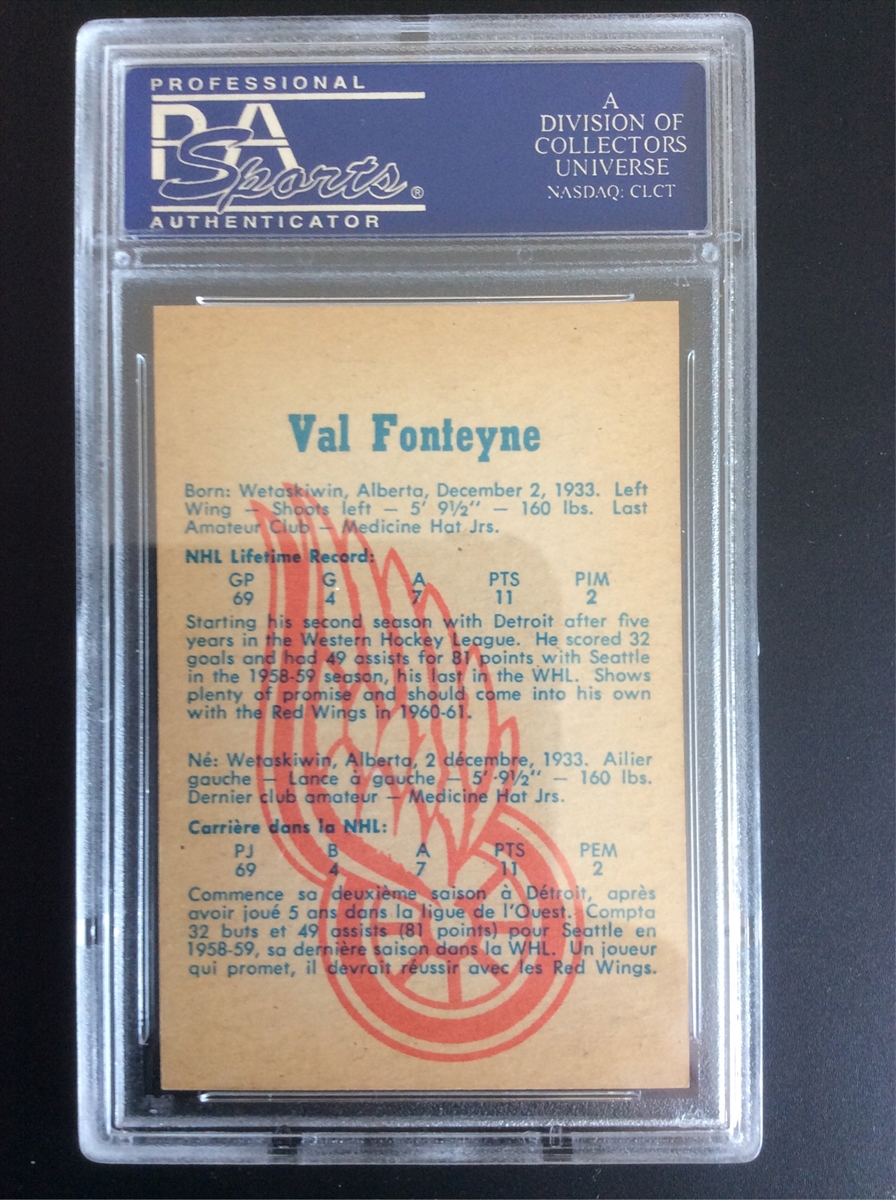 PROFESSIONAL
PSA
Sports®
AUTHENTICATOR
A
DIVISION OF
COLLECTORS
UNIVERSE
NASDAQ: CLCT
Val Fonteyne
Born: Wetaskiwin, Alberta, December 2, 1933. Left
Wing — Shoots left — 5' 9½" — 160 lbs. Last
Amateur Club — Medicine Hat Jrs.
NHL Lifetime Record:
GP G A PTS PIM
69 4 7 11 2
Starting his second season with Detroit after five
years in the Western Hockey League. He scored 32
goals and had 49 assists for 81 points with Seattle
in the 1958-59 season, his last in the WHL. Shows
plenty of promise and should come into his own
with the Red Wings in 1960-61.
Né: Wetaskiwin, Alberta, 2 décembre, 1933. Ailier
gauche — Lance à gauche — 5'-9½" — 160 lbs.
Dernier club amateur — Medicine Hat Jrs.
Carrière dans la NHL:
PJ B A PTS PEM
69 4 7 11 2
Commence sa deuxième saison à Détroit, après
avoir joué 5 ans dans la ligue de l'Ouest. Compta
32 buts et 49 assists (81 points) pour Seattle en
1958-59, sa dernière saison dans la WHL. Un joueur
qui promet, il devrait réussir avec les Red Wings.